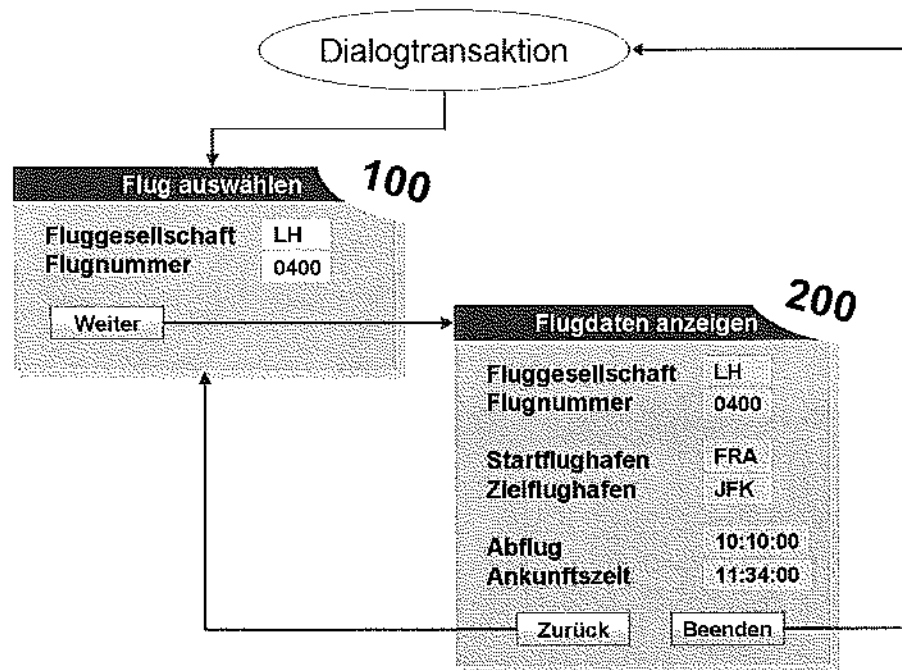 Dialogtransaktion
Flug auswählen
100
Fluggesellschaft LH
Flugnummer 0400
Weiter
200
Flugdaten anzeigen
Fluggesellschaft LH
Flugnummer 0400
Startflughafen FRA
Zielflughafen JFK
Abflug 10:10:00
Ankunftszeit 11:34:00
Zurück Beenden